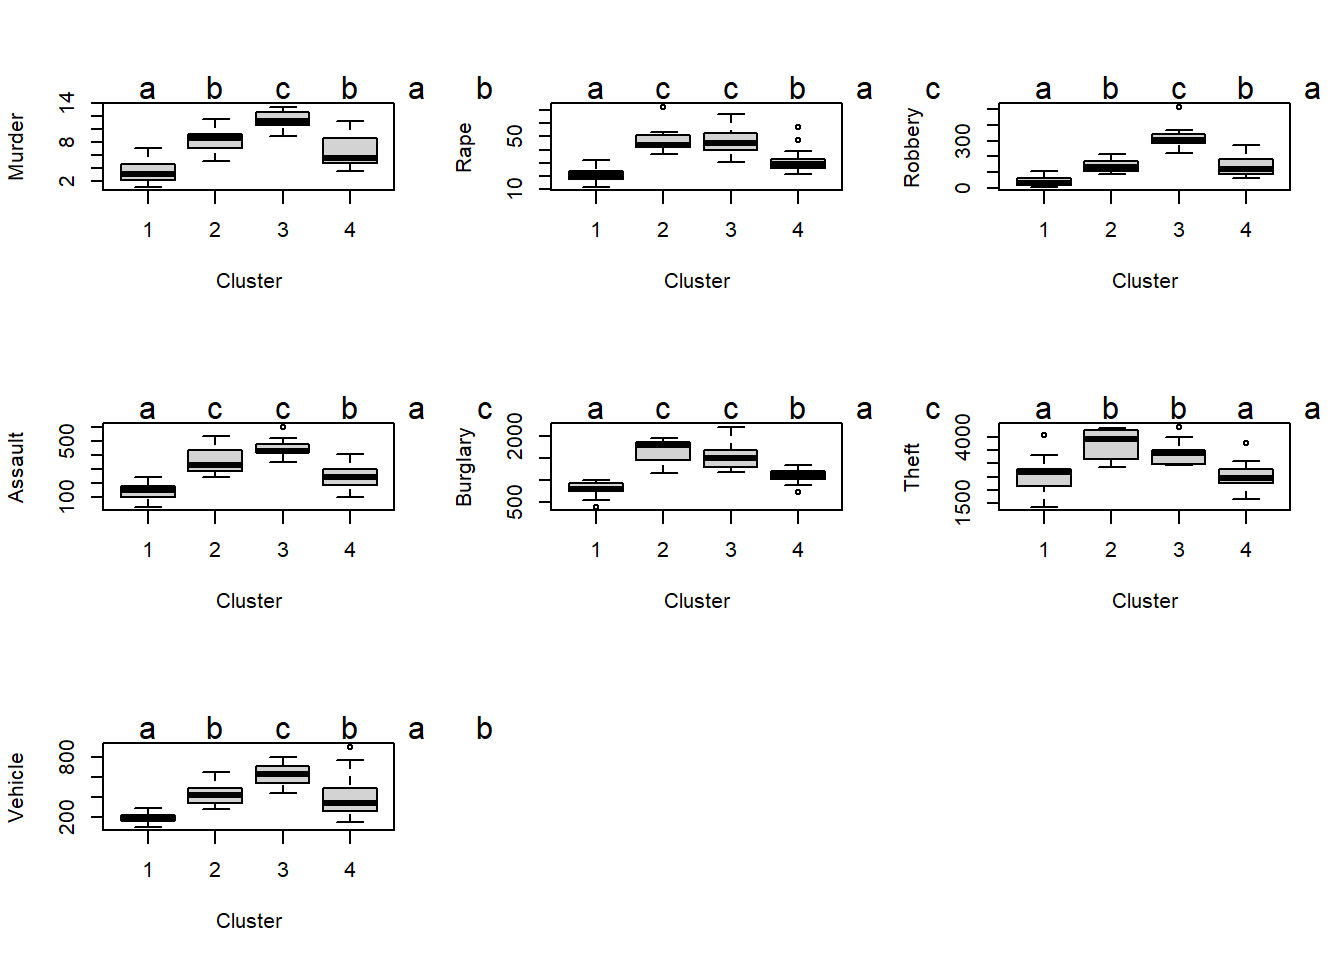 a b c b a b a c c b a c a b c b a
Murder
2 8 14
Rape
10 50
Robbery
0 300
1 2 3 4
1 2 3 4
1 2 3 4
Cluster
Cluster
Cluster
a c c b a c a c c b a c a b b a a
Assault
100 500
Burglary
500 2000
Theft
1500 4000
1 2 3 4
1 2 3 4
1 2 3 4
Cluster
Cluster
Cluster
a b c b a b
Vehicle
200 800
1 2 3 4
Cluster